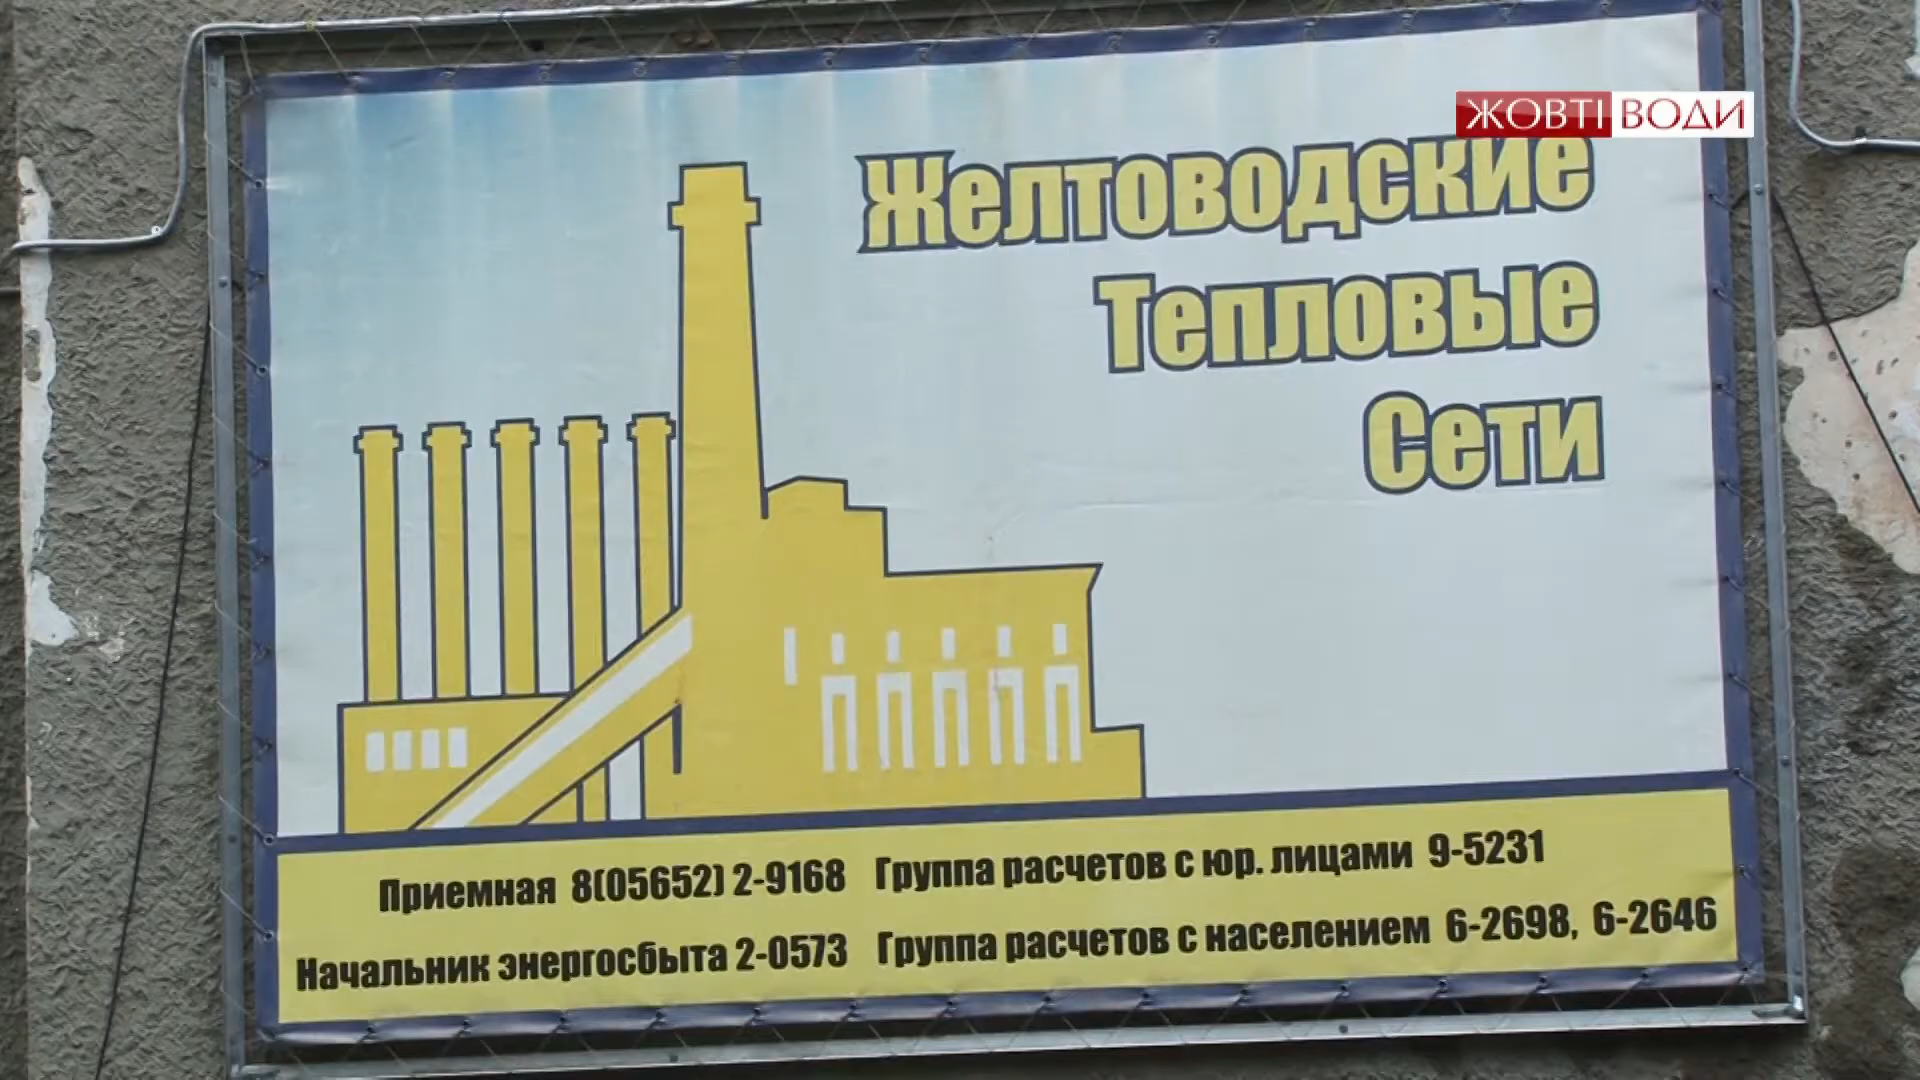 ЖОВТІ ВОДИ
Желтоводские
Тепловые
Сети
Приемная 8(05652) 2-9168 Группа расчетов с юр. лицами 9-5231
Начальник энергосбыта 2-0573 Группа расчетов с населением 6-2698, 6-2646